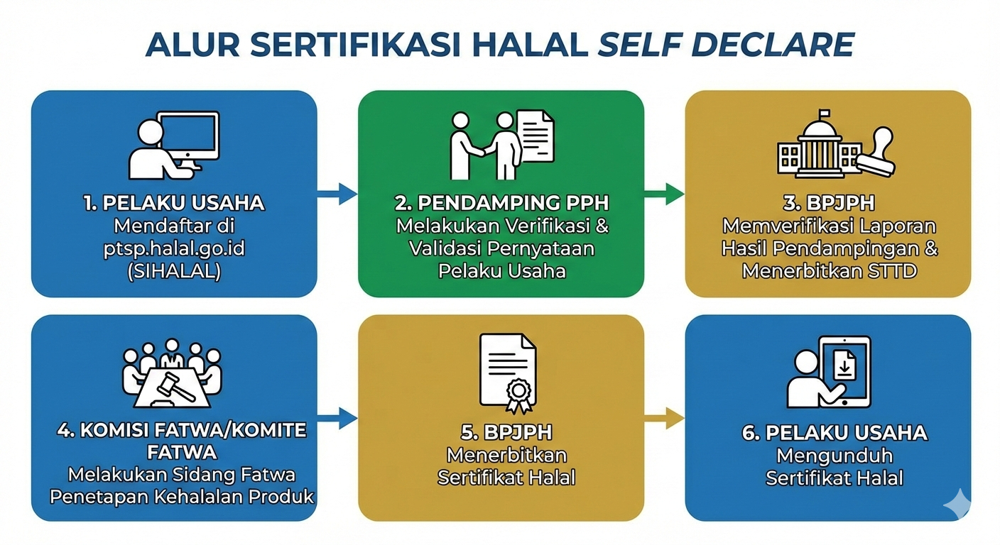 ALUR SERTIFIKASI HALAL SELF DECLARE
1. PELAKU USAHA
Mendaftar di
ptsp.halal.go.id
(SIHALAL)
2. PENDAMPING PPH
Melakukan Verifikasi &
Validasi Pernyataan
Pelaku Usaha
3. BPJPH
Memverifikasi Laporan
Hasil Pendampingan &
Menerbitkan STTD
4. KOMISI FATWA/KOMITE
FATWA
Melakukan Sidang Fatwa
Penetapan Kehalalan Produk
5. BPJPH
Menerbitkan
Sertifikat Halal
6. PELAKU USAHA
Mengunduh
Sertifikat Halal